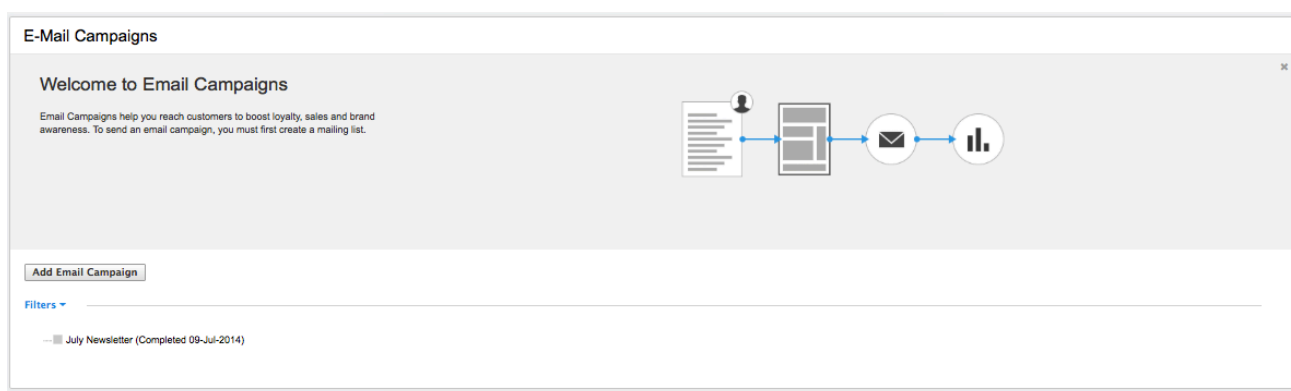 E-Mail Campaigns
Welcome to Email Campaigns
Email Campaigns help you reach customers to boost loyalty, sales and brand
awareness. To send an email campaign, you must first create a mailing list.
Add Email Campaign
Filters
July Newsletter (Completed 09-Jul-2014)